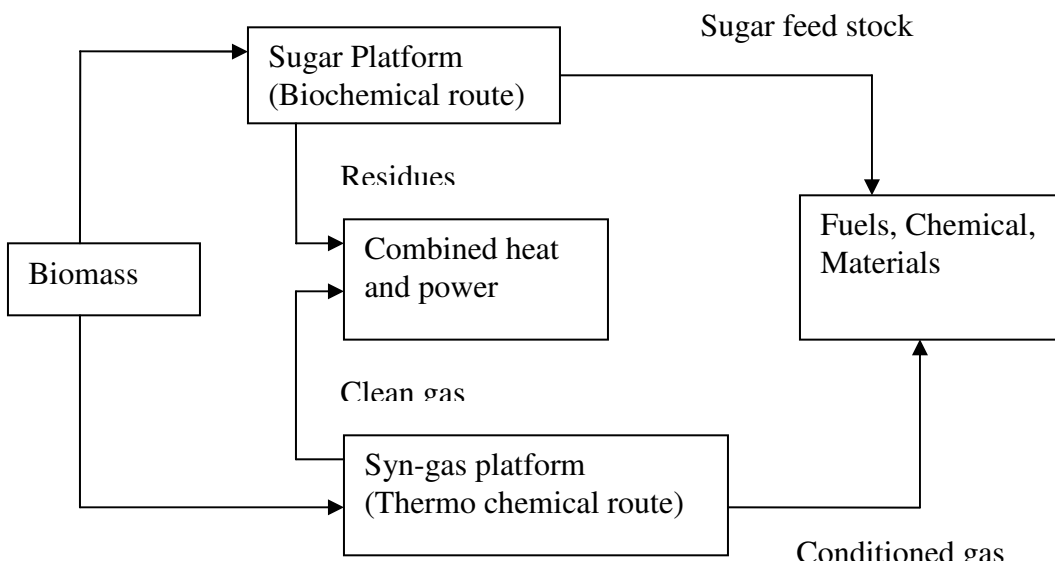 Sugar feed stock
Sugar Platform
(Biochemical route)
Residues
Fuels, Chemical,
Materials
Combined heat
and power
Biomass
Clean gas
Syn-gas platform
(Thermo chemical route)
Conditioned gas